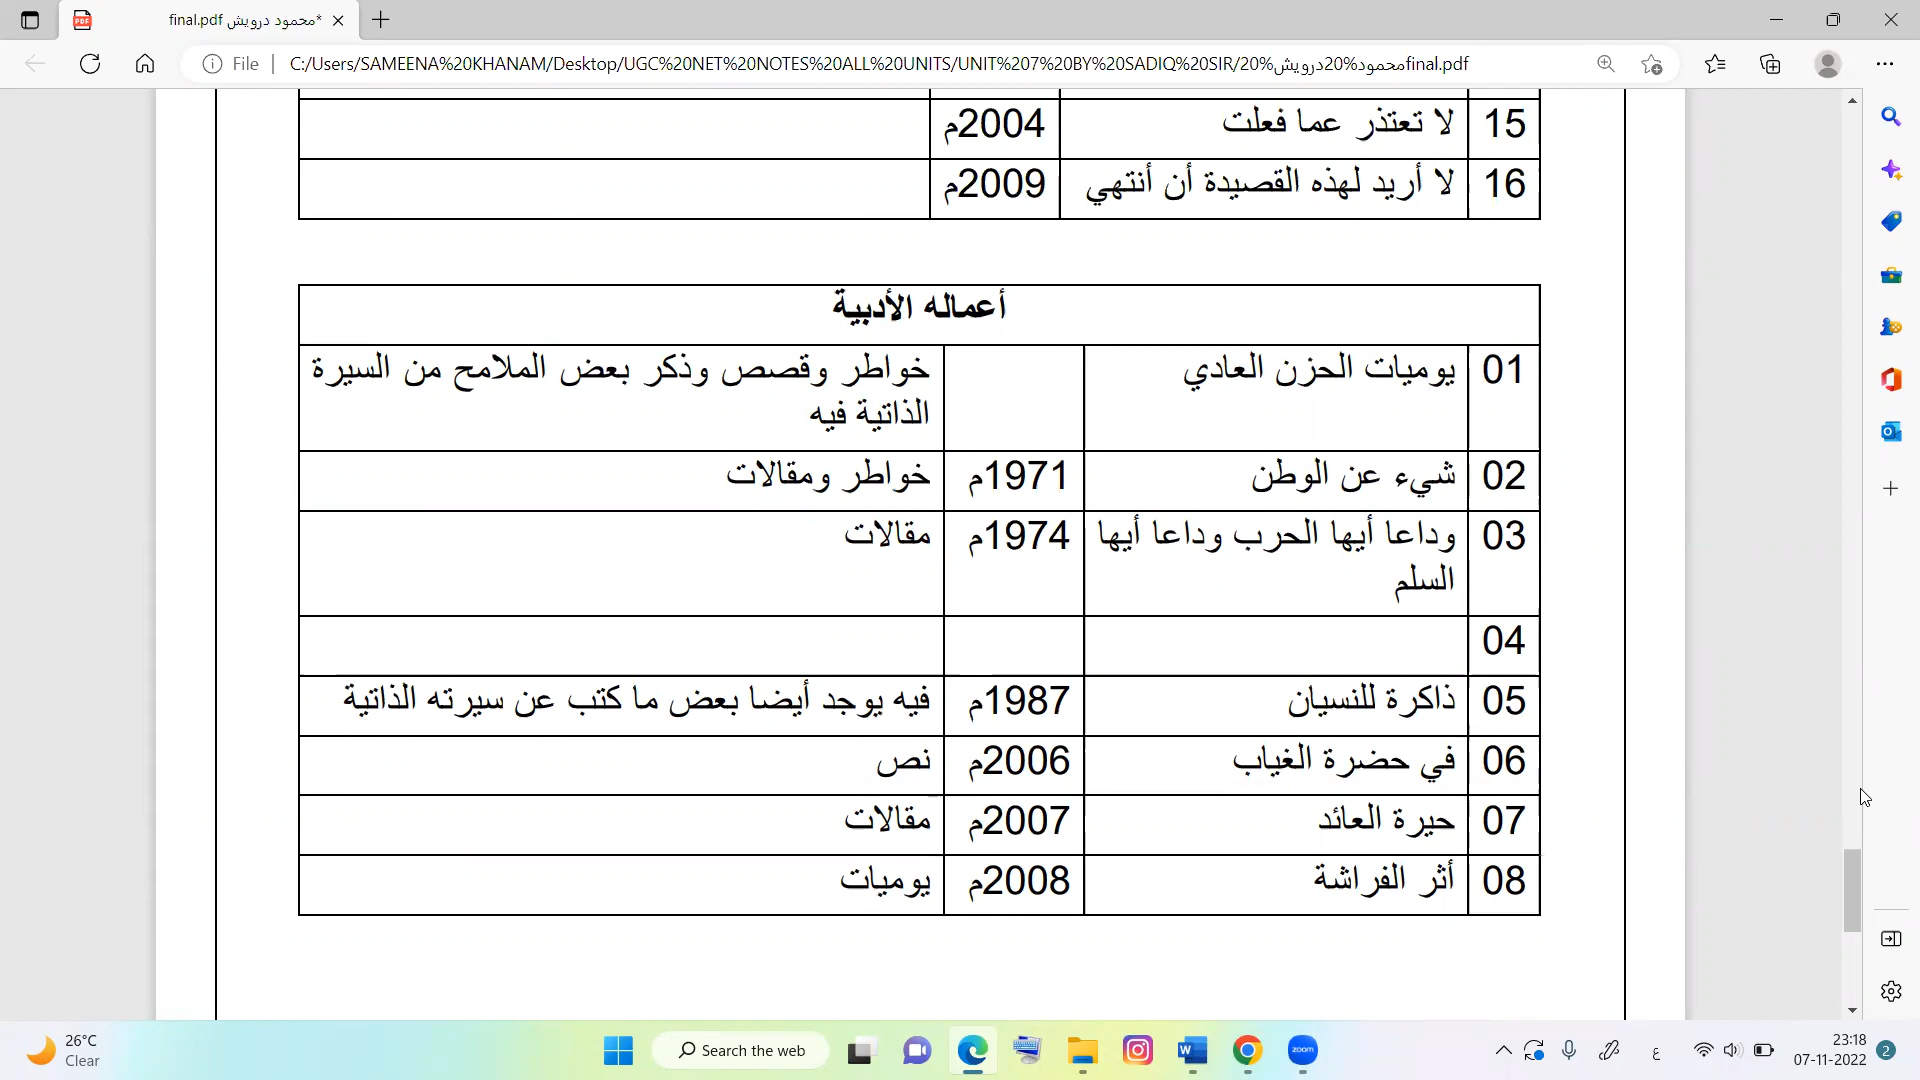 محمود درويش* final.pdf
File
C:/Users/SAMEENA%20KHANAM/Desktop/UGC%20NET%20NOTES%20ALL%20UNITS/UNIT%207%20BY%20SADIQ%20SIR/20%محمود%20درويشfinal.pdf
15 لا تعتذر عما فعلت 2004م
16 لا أريد لهذه القصيدة أن أنتهي 2009م
أعماله الأدبية
01 يوميات الحزن العادي خواطر وقصص وذكر بعض الملامح من السيرة
الذاتية فيه
02 شيء عن الوطن 1971م خواطر ومقالات
03 وداعا أيها الحرب وداعا أيها 1974م مقالات
السلم
04
05 ذاكرة للنسيان 1987م فيه يوجد أيضا بعض ما كتب عن سيرته الذاتية
06 في حضرة الغياب 2006م نص
07 حيرة العائد 2007م مقالات
08 أثر الفراشة 2008م يوميات
26°C
Clear
Search the web
zoom
ع
23:18
07-11-2022
2